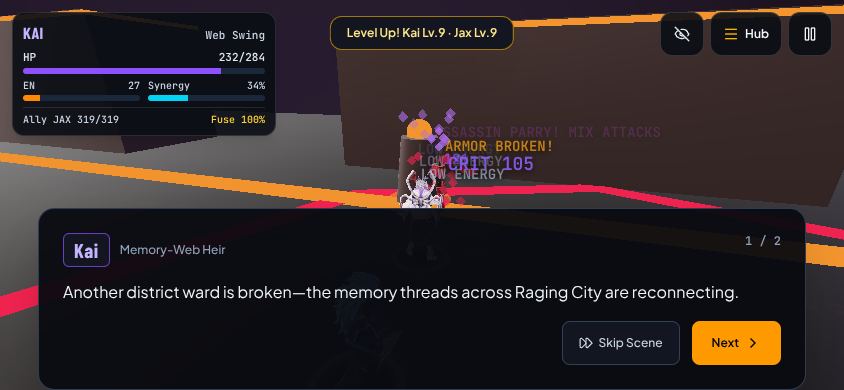 KAI
Web Swing
HP 232/284
EN 27 Synergy 34%
Ally JAX 319/319 Fuse 100%
Level Up! Kai Lv.9 · Jax Lv.9
Hub
ASSASSIN PARRY! MIX ATTACKS
ARMOR BROKEN!
CRIT 105
LOW ENERGY
Kai
Memory-Web Heir
1 / 2
Another district ward is broken—the memory threads across Raging City are reconnecting.
Skip Scene
Next